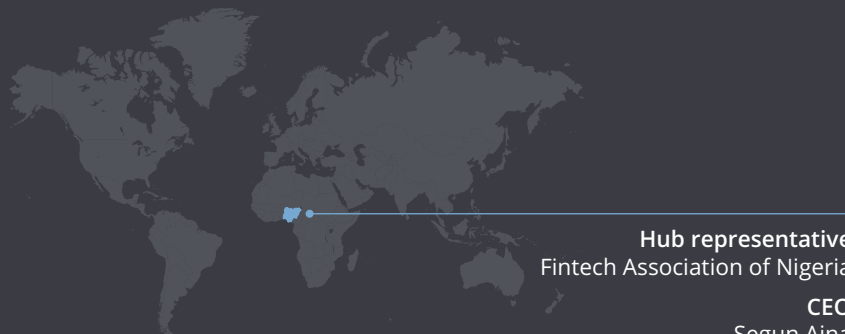 Hub representative
Fintech Association of Nigeria
CEO
Segun Aina